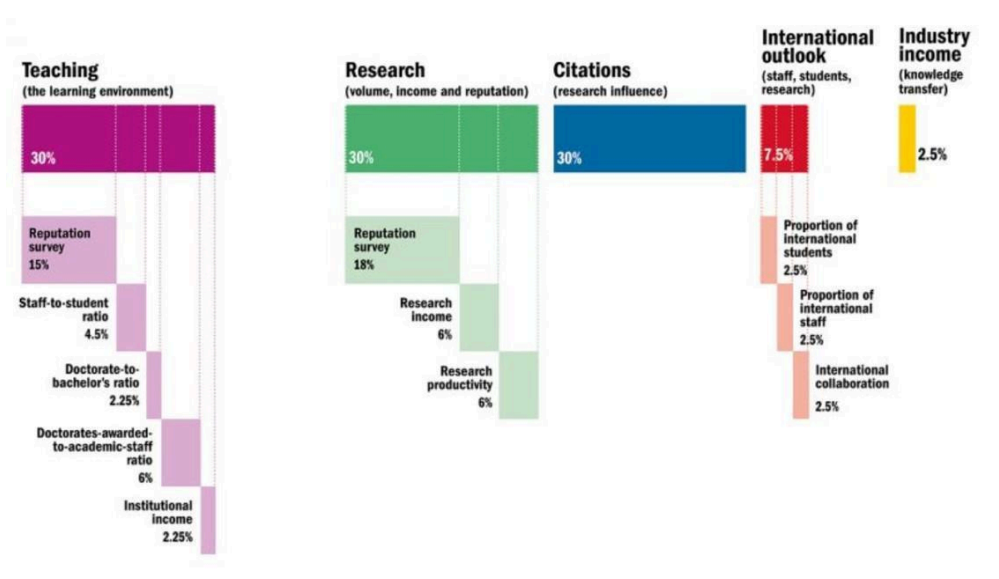 Teaching
(the learning environment)
30%
Reputation
survey
15%
Staff-to-student
ratio
4.5%
Doctorate-to-
bachelor's ratio
2.25%
Doctorates-awarded-
to-academic-staff
ratio
6%
Institutional
income
2.25%
Research
(volume, income and reputation)
30%
Reputation
survey
18%
Research
income
6%
Research
productivity
6%
Citations
(research influence)
30%
International
outlook
(staff, students,
research)
7.5%
Proportion of
international
students
2.5%
Proportion of
international
staff
2.5%
International
collaboration
2.5%
Industry
income
(knowledge
transfer)
2.5%